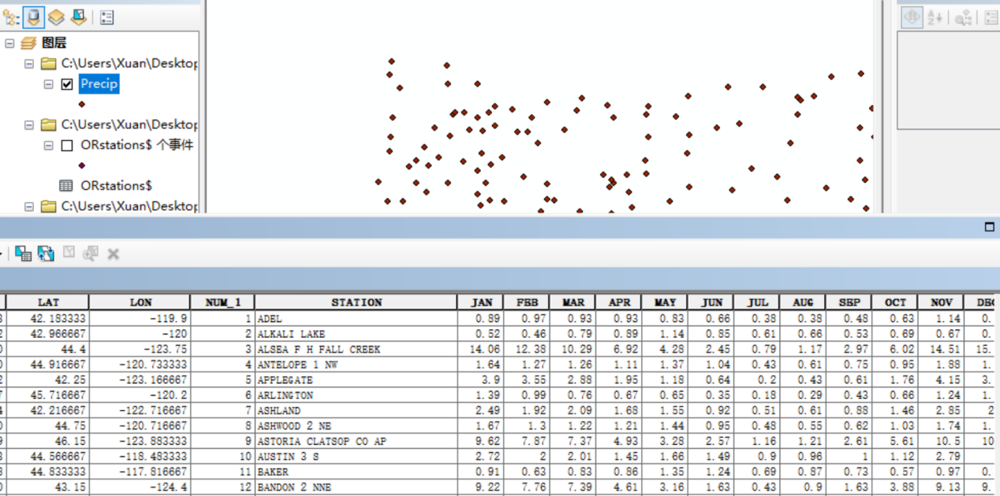 图层
C:\Users\Xuan\Desktop
Precip
C:\Users\Xuan\Desktop
ORstations$ 个事件
ORstations$
C:\Users\Xuan\Desktop
LAT LON NUM_1 STATION JAN FEB MAR APR MAY JUN JUL AUG SEP OCT NOV DEC
42.183333 -119.9 1 ADEL 0.89 0.97 0.93 0.93 0.83 0.66 0.38 0.38 0.48 0.63 1.14 0.
42.966667 -120 2 ALKALI LAKE 0.52 0.46 0.79 0.89 1.14 0.85 0.61 0.66 0.53 0.69 0.67 0.
44.4 -123.75 3 ALSEA F H FALL CREEK 14.06 12.38 10.29 6.92 4.28 2.45 0.79 1.17 2.97 6.02 14.51 15.
44.916667 -120.733333 4 ANTELOPE 1 NW 1.64 1.27 1.26 1.11 1.37 1.04 0.43 0.61 0.75 0.95 1.88 1.
42.25 -123.166667 5 APPLEGATE 3.9 3.55 2.88 1.95 1.18 0.64 0.2 0.43 0.61 1.76 4.15 3.
45.716667 -120.2 6 ARLINGTON 1.39 0.99 0.76 0.67 0.65 0.35 0.18 0.29 0.43 0.66 1.24 1.
42.216667 -122.716667 7 ASHLAND 2.49 1.92 2.09 1.68 1.55 0.92 0.51 0.61 0.88 1.46 2.85 2
44.75 -120.716667 8 ASHWOOD 2 NE 1.67 1.3 1.22 1.21 1.44 0.95 0.48 0.55 0.62 1.03 1.74 1.
46.15 -123.883333 9 ASTORIA CLATSOP CO AP 9.62 7.87 7.37 4.93 3.28 2.57 1.16 1.21 2.61 5.61 10.5 10
44.566667 -118.483333 10 AUSTIN 3 S 2.72 2 2.01 1.45 1.66 1.49 0.9 0.96 1 1.12 2.79
44.833333 -117.816667 11 BAKER 0.91 0.63 0.83 0.86 1.35 1.24 0.69 0.87 0.73 0.57 0.97 0.
43.15 -124.4 12 BANDON 2 NNE 9.22 7.76 7.39 4.61 3.16 1.63 0.43 0.9 1.63 3.88 9.13 9.